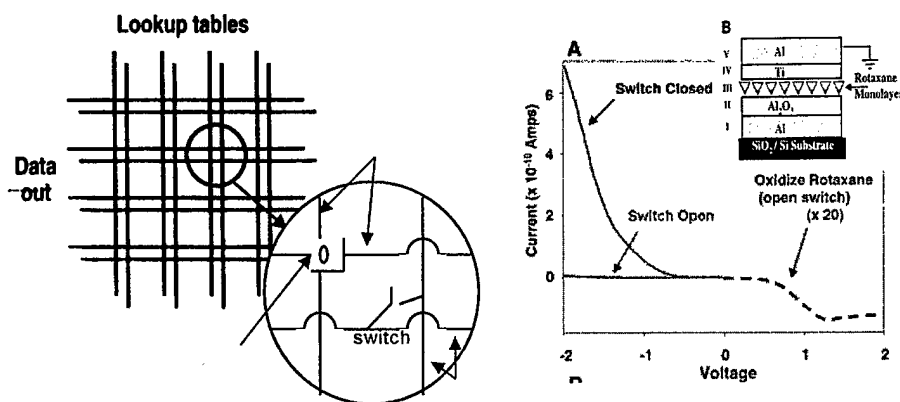 Lookup tables
Data
out
0
switch
A
Switch Closed
Switch Open
Current (x 10⁻¹⁰ Amps)
6
4
2
0
-2
-1
0
1
2
Voltage
Oxidize Rotaxane
(open switch)
(x 20)
B
V
Al
IV
Ti
III
Rotaxane
Monolayer
II
Al₂O₃
I
Al
SiO₂/Si Substrate